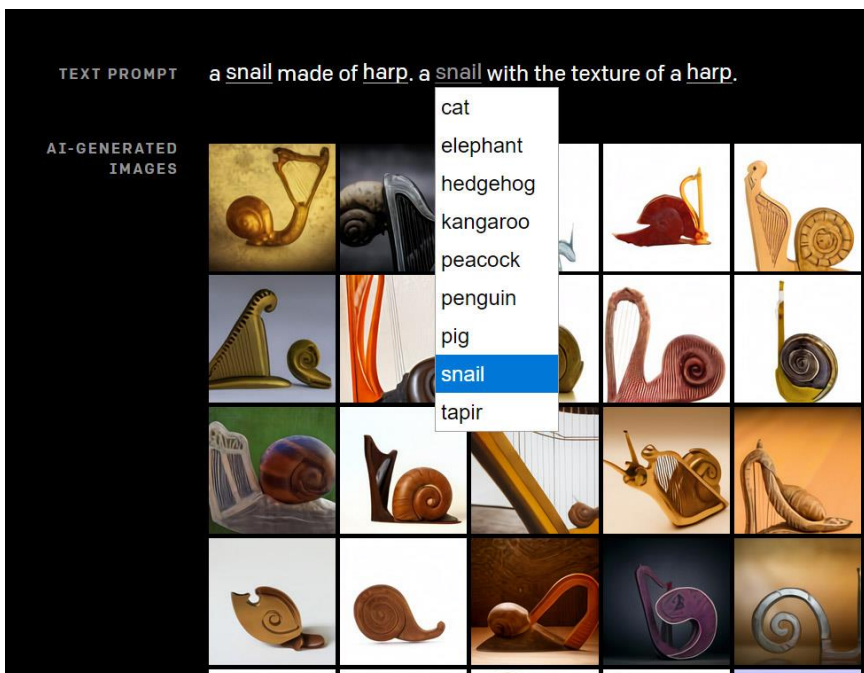 TEXT PROMPT
a snail made of harp. a snail with the texture of a harp.
cat
elephant
hedgehog
kangaroo
peacock
penguin
pig
snail
tapir
AI-GENERATED
IMAGES